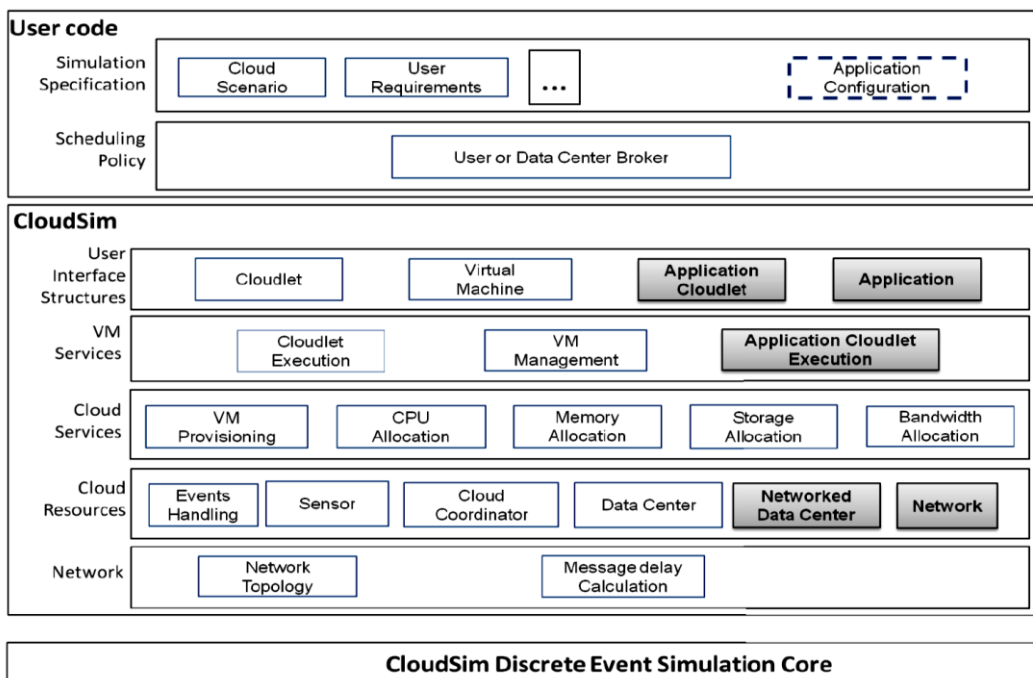 User code
Simulation
Specification
Cloud
Scenario
User
Requirements
...
Application
Configuration
Scheduling
Policy
User or Data Center Broker
CloudSim
User
Interface
Structures
Cloudlet
Virtual
Machine
Application
Cloudlet
Application
VM
Services
Cloudlet
Execution
VM
Management
Application Cloudlet
Execution
Cloud
Services
VM
Provisioning
CPU
Allocation
Memory
Allocation
Storage
Allocation
Bandwidth
Allocation
Cloud
Resources
Events
Handling
Sensor
Cloud
Coordinator
Data Center
Networked
Data Center
Network
Network
Network
Topology
Message delay
Calculation
CloudSim Discrete Event Simulation Core